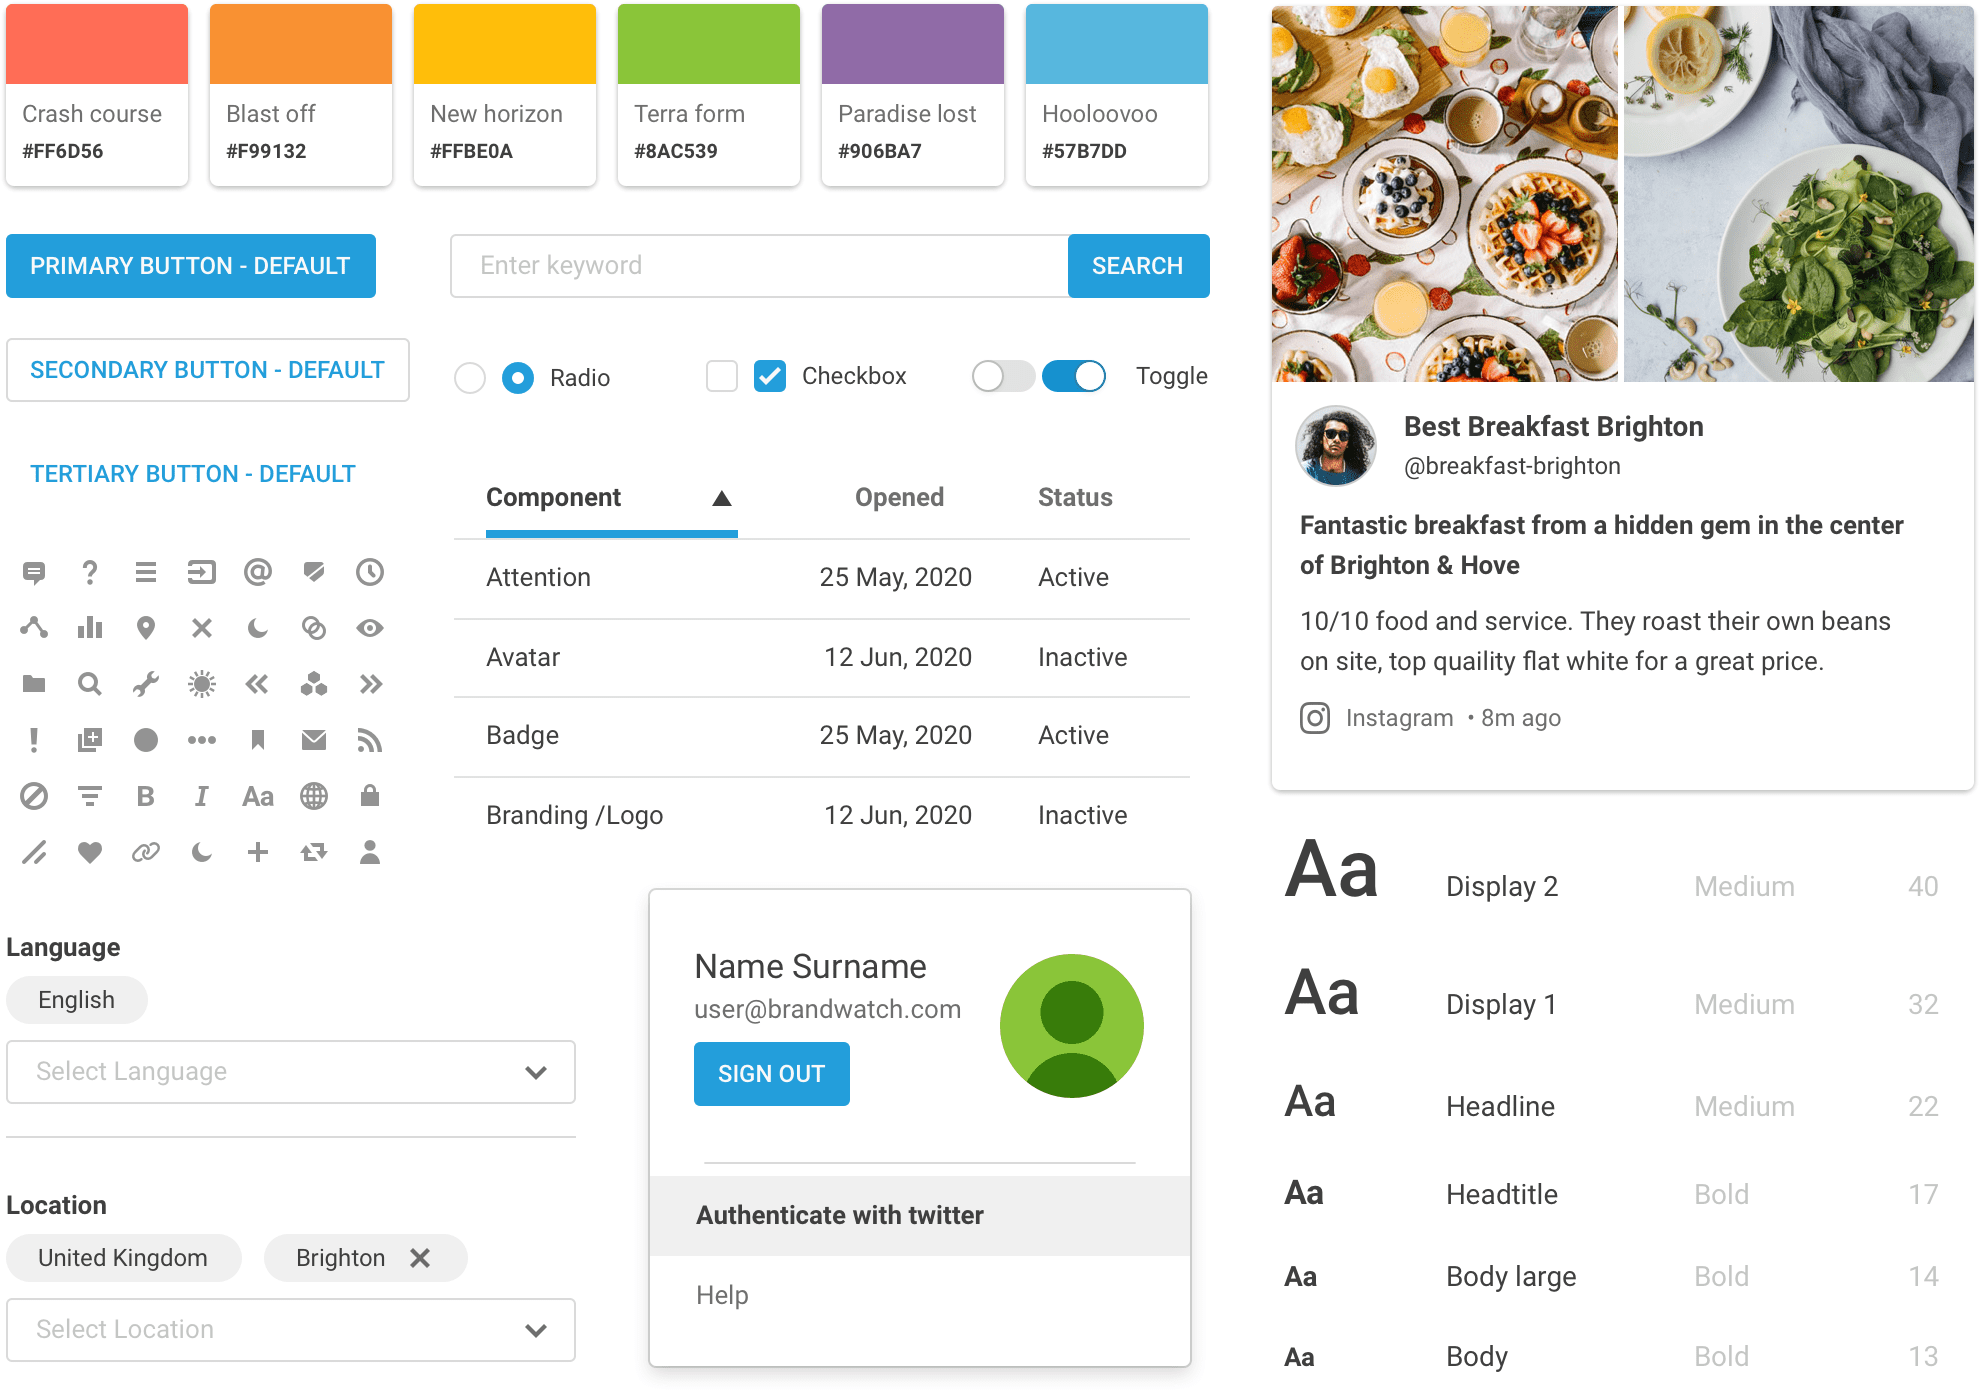 Crash course
#FF6D56
Blast off
#F99132
New horizon
#FFBE0A
Terra form
#8AC539
Paradise lost
#906BA7
Hooloovoo
#57B7DD
PRIMARY BUTTON - DEFAULT
Enter keyword
SEARCH
SECONDARY BUTTON - DEFAULT
Radio
Checkbox
Toggle
TERTIARY BUTTON - DEFAULT
Component
Opened
Status
Attention
25 May, 2020
Active
Avatar
12 Jun, 2020
Inactive
Badge
25 May, 2020
Active
Branding /Logo
12 Jun, 2020
Inactive
B
I
Aa
Language
English
Select Language
Location
United Kingdom
Brighton
Select Location
Name Surname
user@brandwatch.com
SIGN OUT
Authenticate with twitter
Help
Best Breakfast Brighton
@breakfast-brighton
Fantastic breakfast from a hidden gem in the center
of Brighton & Hove
10/10 food and service. They roast their own beans
on site, top quaility flat white for a great price.
Instagram • 8m ago
Aa Display 2 Medium 40
Aa Display 1 Medium 32
Aa Headline Medium 22
Aa Headtitle Bold 17
Aa Body large Bold 14
Aa Body Bold 13